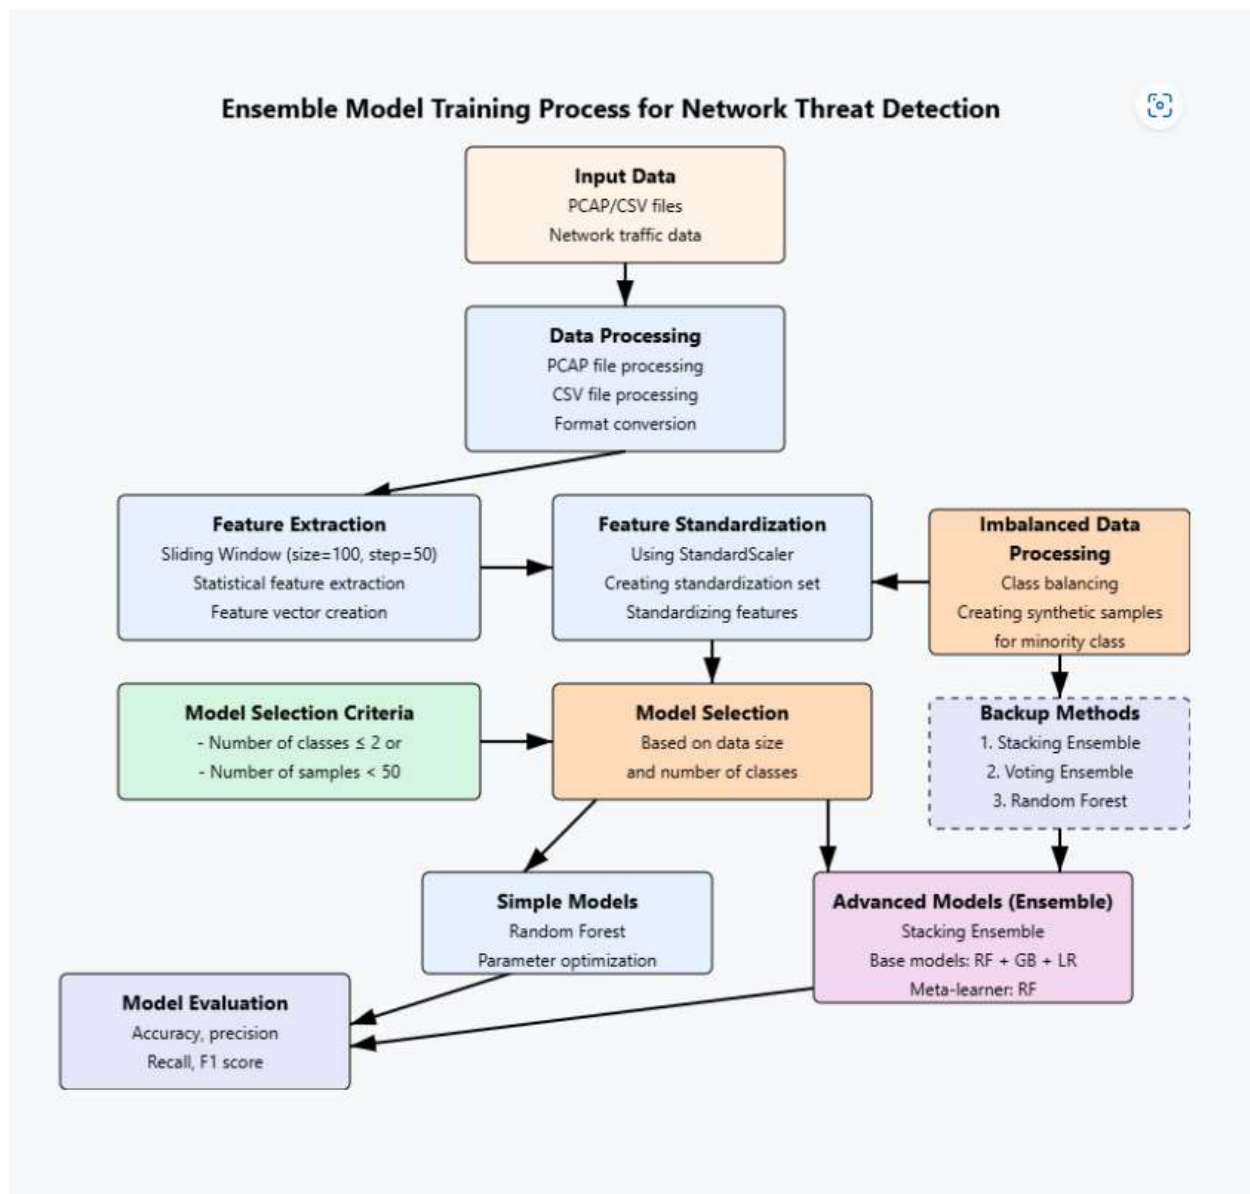 Ensemble Model Training Process for Network Threat Detection
Input Data
PCAP/CSV files
Network traffic data
Data Processing
PCAP file processing
CSV file processing
Format conversion
Feature Extraction
Sliding Window (size=100, step=50)
Statistical feature extraction
Feature vector creation
Feature Standardization
Using StandardScaler
Creating standardization set
Standardizing features
Imbalanced Data
Processing
Class balancing
Creating synthetic samples
for minority class
Model Selection Criteria
- Number of classes ≤ 2 or
- Number of samples < 50
Model Selection
Based on data size
and number of classes
Backup Methods
1. Stacking Ensemble
2. Voting Ensemble
3. Random Forest
Simple Models
Random Forest
Parameter optimization
Advanced Models (Ensemble)
Stacking Ensemble
Base models: RF + GB + LR
Meta-learner: RF
Model Evaluation
Accuracy, precision
Recall, F1 score